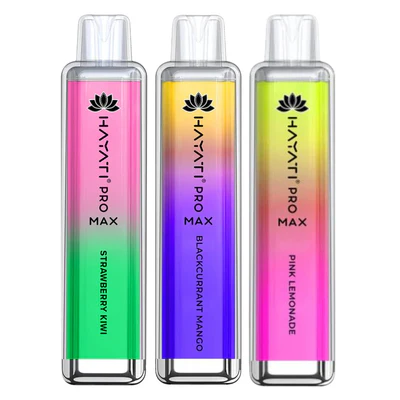 HAYATI® PRO
MAX
STRAWBERRY KIWI
HAYATI® PRO
MAX
BLACKCURRANT MANGO
HAYATI® PRO
MAX
PINK LEMONADE